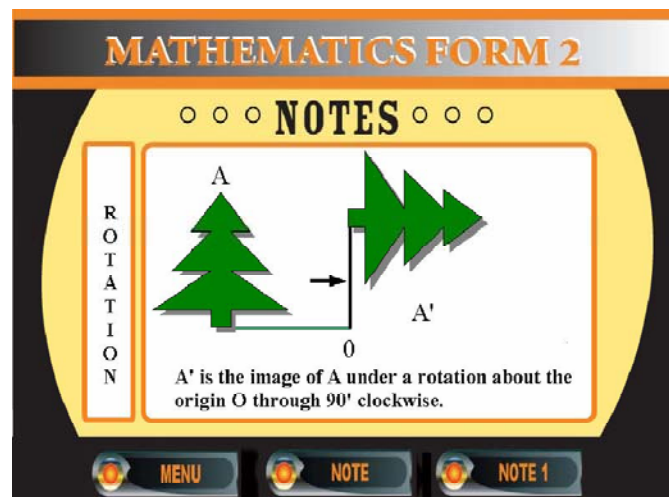 MATHEMATICS FORM 2
NOTES
ROTATION
A
A'
0
A' is the image of A under a rotation about the
origin O through 90' clockwise.
MENU
NOTE
NOTE 1